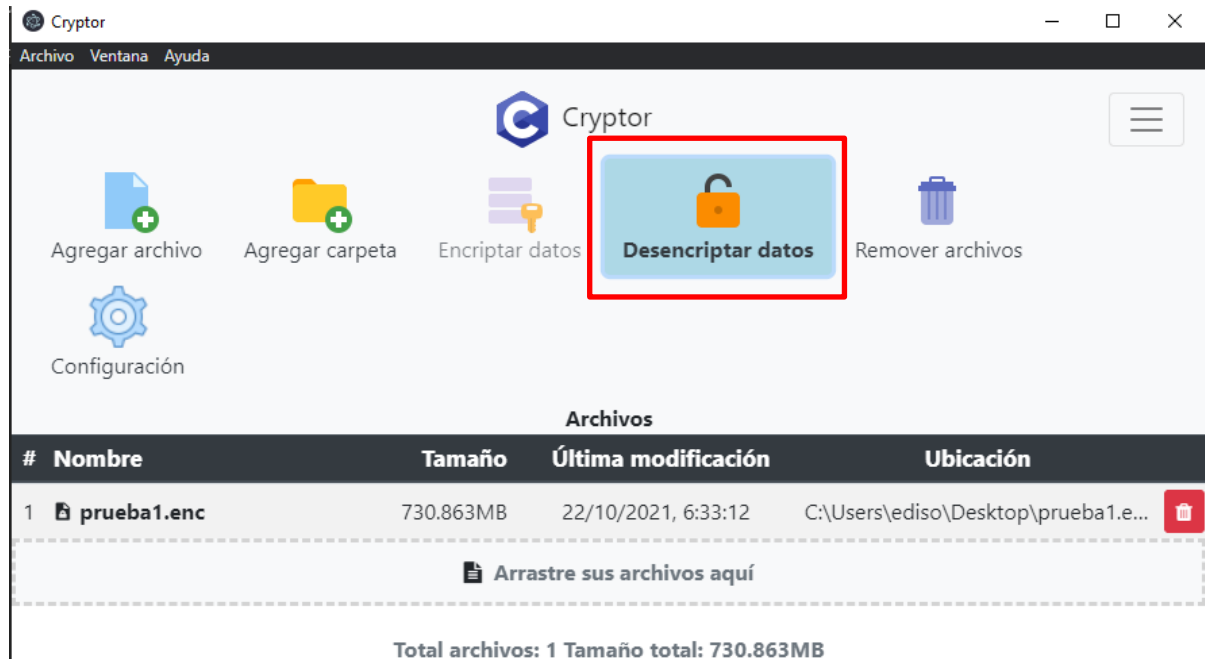 Cryptor
Archivo Ventana Ayuda
Cryptor
Agregar archivo Agregar carpeta Encriptar datos Desencriptar datos Remover archivos
Configuración
Archivos
# Nombre Tamaño Última modificación Ubicación
1 prueba1.enc 730.863MB 22/10/2021, 6:33:12 C:\Users\ediso\Desktop\prueba1.e...
Arrastre sus archivos aquí
Total archivos: 1 Tamaño total: 730.863MB